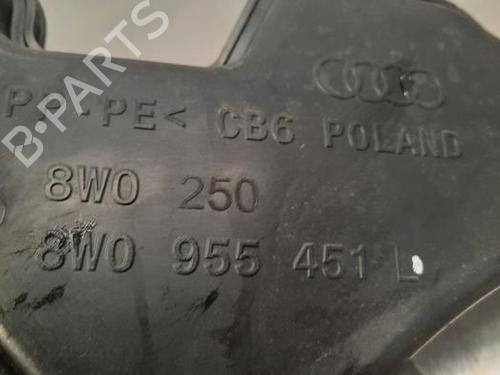 -PE< CB6 POLAND
8W0 250
8W0 955 451 L
B-PARTS